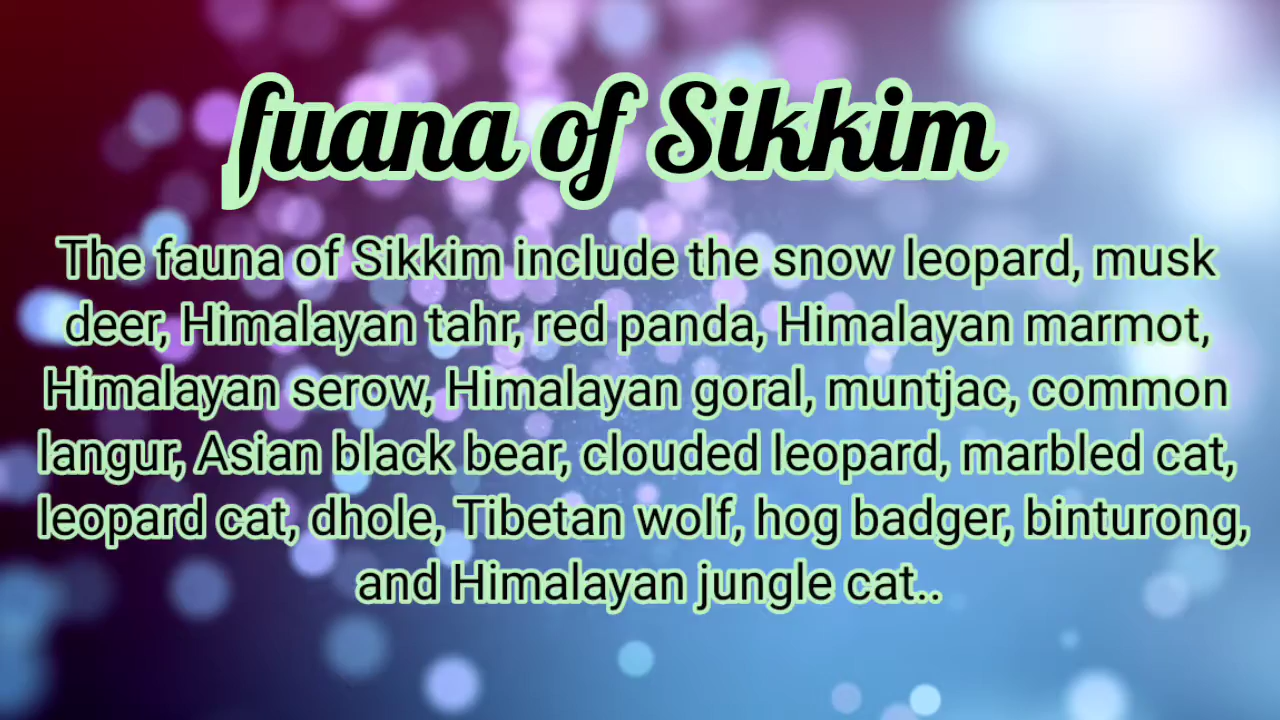 fuana of Sikkim
The fauna of Sikkim include the snow leopard, musk
deer, Himalayan tahr, red panda, Himalayan marmot,
Himalayan serow, Himalayan goral, muntjac, common
langur, Asian black bear, clouded leopard, marbled cat,
leopard cat, dhole, Tibetan wolf, hog badger, binturong,
and Himalayan jungle cat..